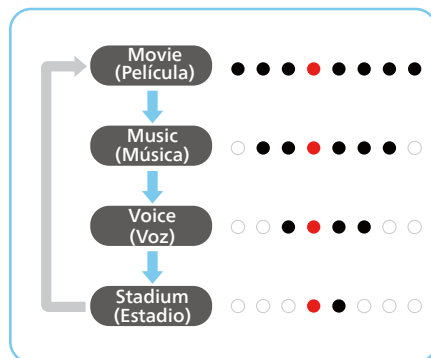 Movie
(Película)
Music
(Música)
Voice
(Voz)
Stadium
(Estadio)